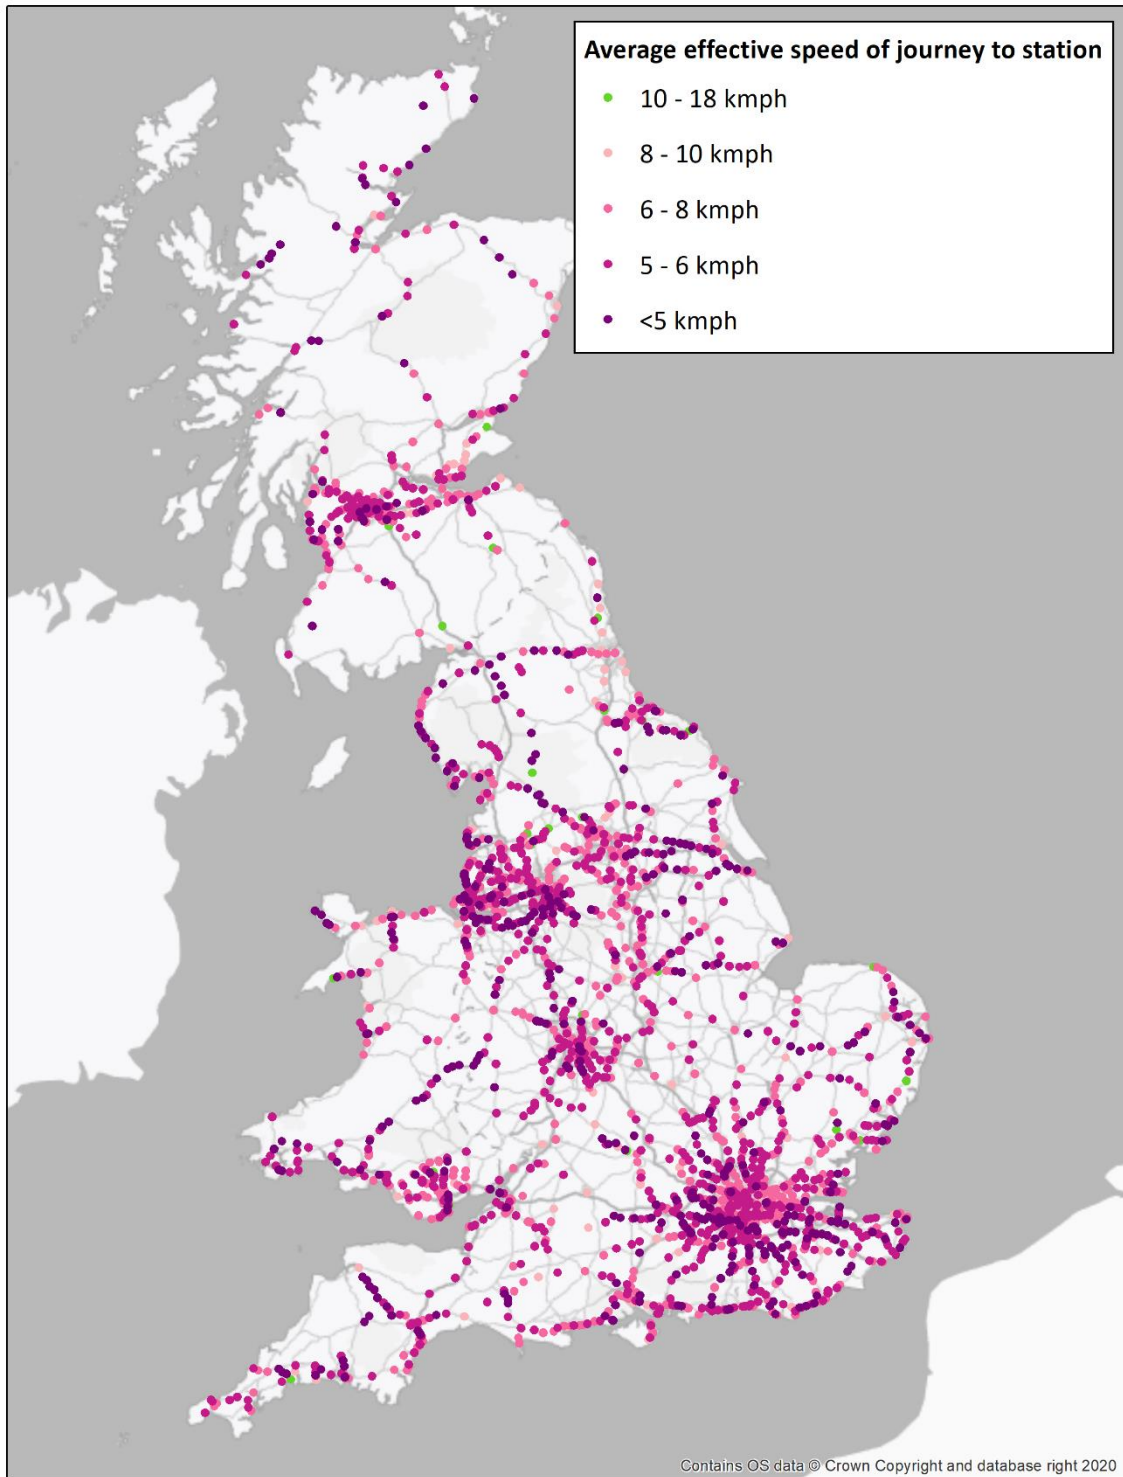 Average effective speed of journey to station
10 - 18 kmph
8 - 10 kmph
6 - 8 kmph
5 - 6 kmph
<5 kmph
Contains OS data © Crown Copyright and database right 2020